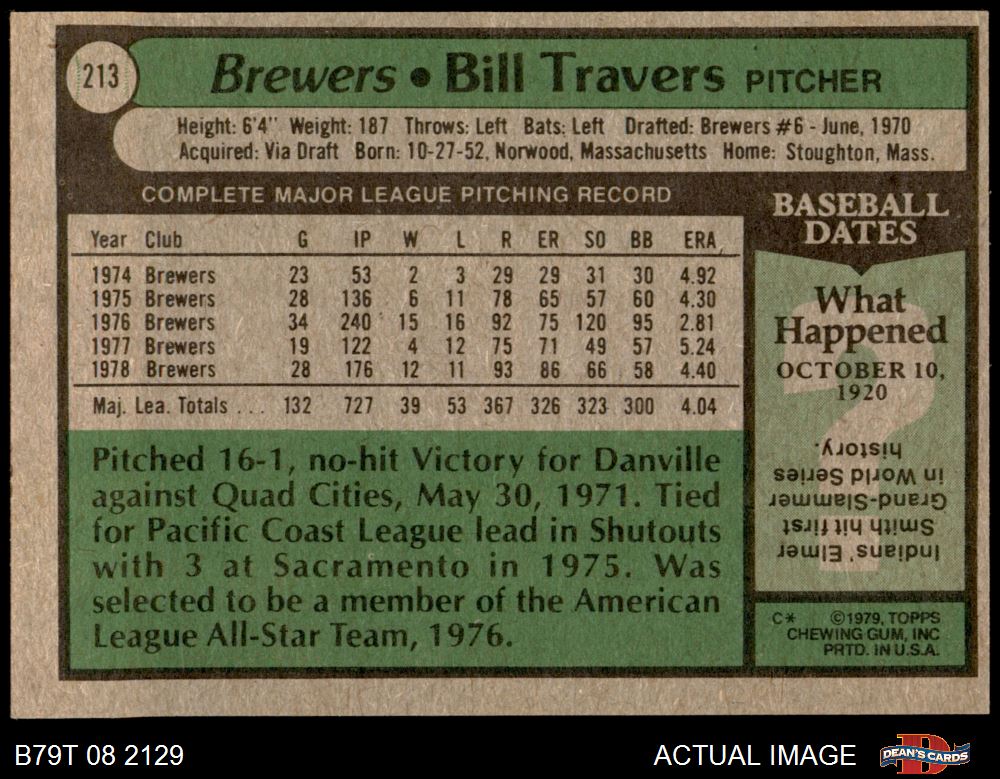 213
Brewers • Bill Travers PITCHER
Height: 6'4" Weight: 187 Throws: Left Bats: Left Drafted: Brewers #6 - June, 1970
Acquired: Via Draft Born: 10-27-52, Norwood, Massachusetts Home: Stoughton, Mass.
COMPLETE MAJOR LEAGUE PITCHING RECORD
Year Club G IP W L R ER SO BB ERA
1974 Brewers 23 53 2 3 29 29 31 30 4.92
1975 Brewers 28 136 6 11 78 65 57 60 4.30
1976 Brewers 34 240 15 16 92 75 120 95 2.81
1977 Brewers 19 122 4 12 75 71 49 57 5.24
1978 Brewers 28 176 12 11 93 86 66 58 4.40
Maj. Lea. Totals ... 132 727 39 53 367 326 323 300 4.04
Pitched 16-1, no-hit Victory for Danville
against Quad Cities, May 30, 1971. Tied
for Pacific Coast League lead in Shutouts
with 3 at Sacramento in 1975. Was
selected to be a member of the American
League All-Star Team, 1976.
BASEBALL
DATES
What
Happened
OCTOBER 10,
1920
?
Indians' Elmer
Smith hit first
Grand-Slammer
in World Series
history.
C* ©1979, TOPPS
CHEWING GUM, INC
PRTD. IN U.S.A.
B79T 08 2129
ACTUAL IMAGE
D
DEAN'S CARDS